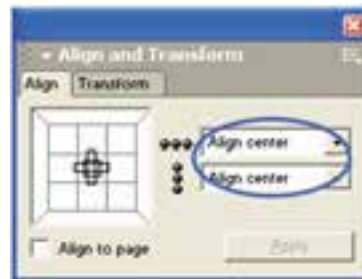 Align and Transform
Align Transform
Align center
Align center
Align to page
Apply